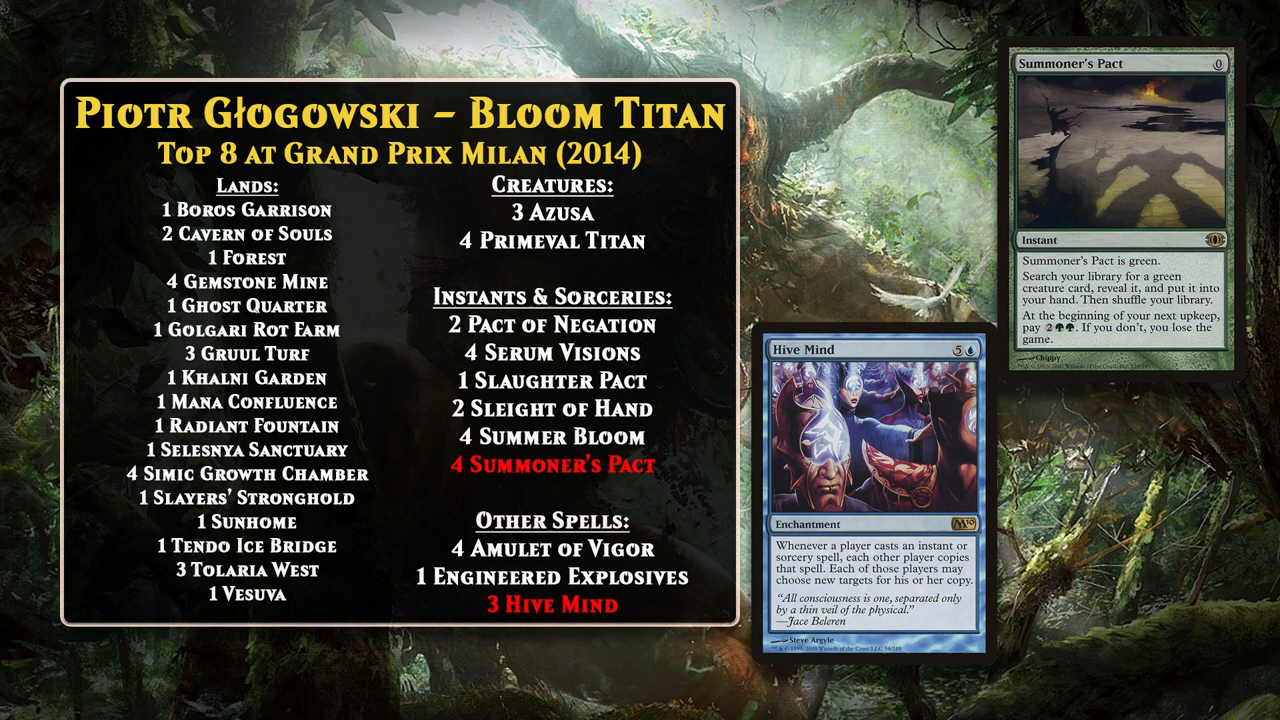 Piotr Głogowski – Bloom Titan
Top 8 at Grand Prix Milan (2014)
Lands:
1 Boros Garrison
2 Cavern of Souls
1 Forest
4 Gemstone Mine
1 Ghost Quarter
1 Golgari Rot Farm
3 Gruul Turf
1 Khalni Garden
1 Mana Confluence
1 Radiant Fountain
1 Selesnya Sanctuary
4 Simic Growth Chamber
1 Slayers' Stronghold
1 Sunhome
1 Tendo Ice Bridge
3 Tolaria West
1 Vesuva
Creatures:
3 Azusa
4 Primeval Titan
Instants & Sorceries:
2 Pact of Negation
4 Serum Visions
1 Slaughter Pact
2 Sleight of Hand
4 Summer Bloom
4 Summoner's Pact
Other Spells:
4 Amulet of Vigor
1 Engineered Explosives
3 Hive Mind
Summoner's Pact 0
Instant
Summoner's Pact is green.
Search your library for a green
creature card, reveal it, and put it into
your hand. Then shuffle your library.
At the beginning of your next upkeep,
pay 2. If you don't, you lose the
game.
Chippy
Hive Mind 5
Enchantment M10
Whenever a player casts an instant or
sorcery spell, each other player copies
that spell. Each of those players may
choose new targets for his or her copy.
"All consciousness is one, separated only
by a thin veil of the physical."
—Jace Beleren
Steve Argyle